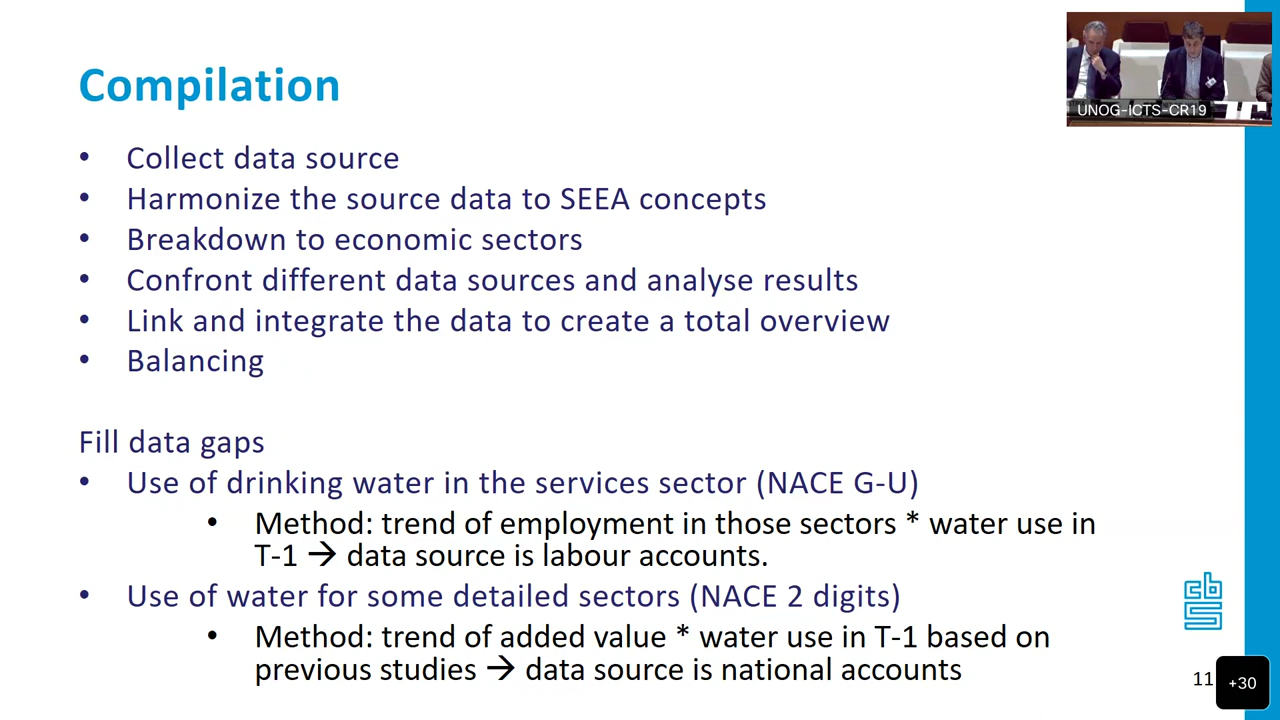 Compilation
UNOG-ICTS-CR19
• Collect data source
• Harmonize the source data to SEEA concepts
• Breakdown to economic sectors
• Confront different data sources and analyse results
• Link and integrate the data to create a total overview
• Balancing
Fill data gaps
• Use of drinking water in the services sector (NACE G-U)
• Method: trend of employment in those sectors * water use in
T-1 → data source is labour accounts.
• Use of water for some detailed sectors (NACE 2 digits)
• Method: trend of added value * water use in T-1 based on
previous studies → data source is national accounts
cbs
11
+30